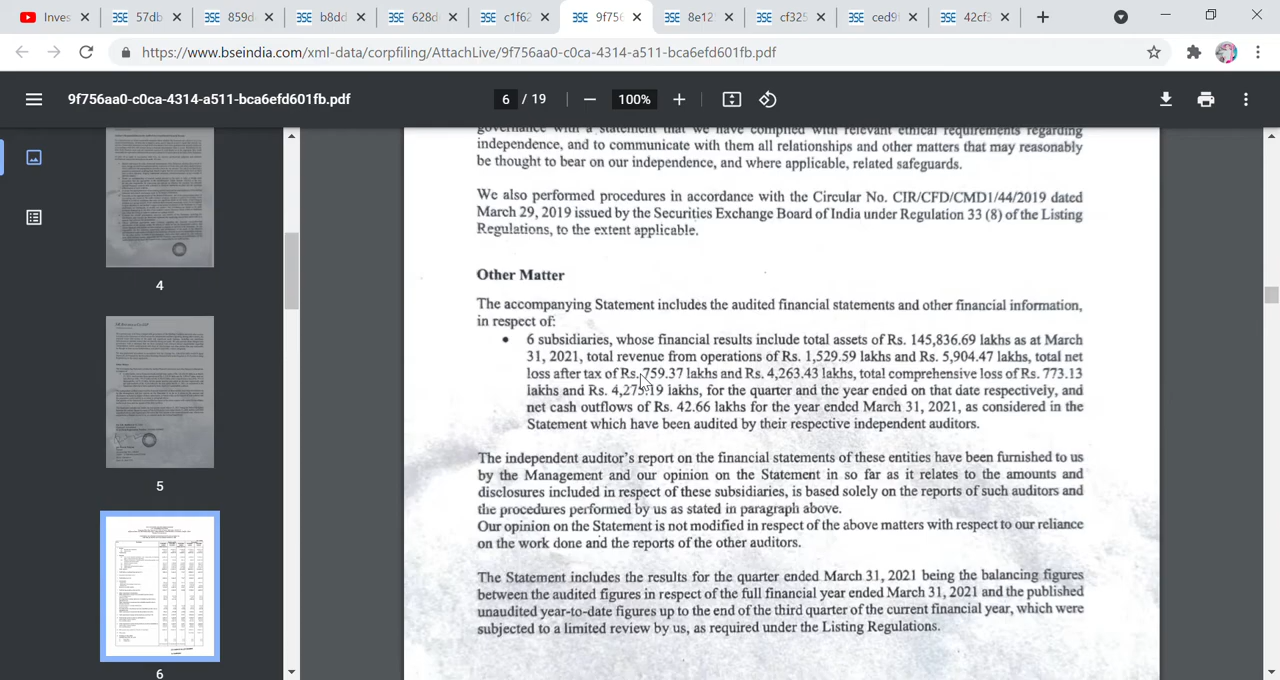 Inves
57db
859d
b8dd
628d
c1f62
9f756
8e12
cf325
ced9
42cf3
https://www.bseindia.com/xml-data/corpfiling/AttachLive/9f756aa0-c0ca-4314-a511-bca6efd601fb.pdf
9f756aa0-c0ca-4314-a511-bca6efd601fb.pdf
6 / 19
100%
4
5
6
governance with a statement that we have complied with relevant ethical requirements regarding
independence, and to communicate with them all relationships and other matters that may reasonably
be thought to bear on our independence, and where applicable, related safeguards.
We also performed procedures in accordance with the Circular No. CIR/CFD/CMD1/44/2019 dated
March 29, 2019 issued by the Securities Exchange Board of India under Regulation 33 (8) of the Listing
Regulations, to the extent applicable.
Other Matter
The accompanying Statement includes the audited financial statements and other financial information,
in respect of:
• 6 subsidiaries, whose financial results include total assets of Rs. 145,836.69 lakhs as at March
31, 2021, total revenue from operations of Rs. 1,529.59 lakhs and Rs. 5,904.47 lakhs, total net
loss after tax of Rs. 759.37 lakhs and Rs. 4,263.43 lakhs, total comprehensive loss of Rs. 773.13
lakhs and Rs. 4,275.19 lakhs, for the quarter and the year ended on that date respectively, and
net cash outflows of Rs. 42.66 lakhs for the year ended March 31, 2021, as considered in the
Statement which have been audited by their respective independent auditors.
The independent auditor's report on the financial statements of these entities have been furnished to us
by the Management and our opinion on the Statement in so far as it relates to the amounts and
disclosures included in respect of these subsidiaries, is based solely on the reports of such auditors and
the procedures performed by us as stated in paragraph above.
Our opinion on the Statement is not modified in respect of the above matters with respect to our reliance
on the work done and the reports of the other auditors.
The Statement includes the results for the quarter ended March 31, 2021 being the balancing figures
between the audited figures in respect of the full financial year ended March 31, 2021 and the published
unaudited year-to-date figures up to the end of the third quarter of the current financial year, which were
subjected to a limited review by us, as required under the Listing Regulations.